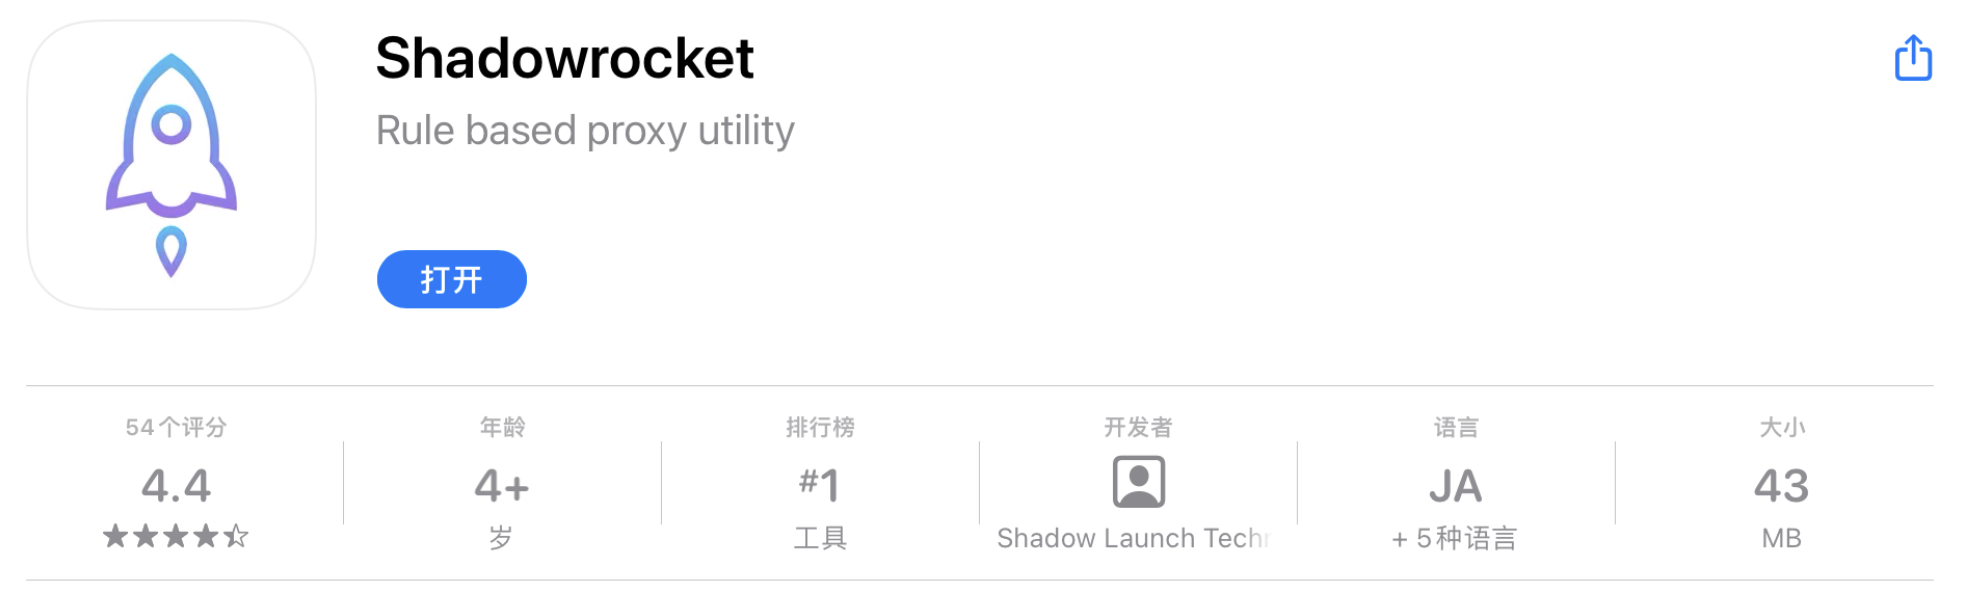 Shadowrocket
Rule based proxy utility
打开
54个评分
4.4
年龄
4+
岁
排行榜
#1
工具
开发者
Shadow Launch Tech
语言
JA
+ 5种语言
大小
43
MB